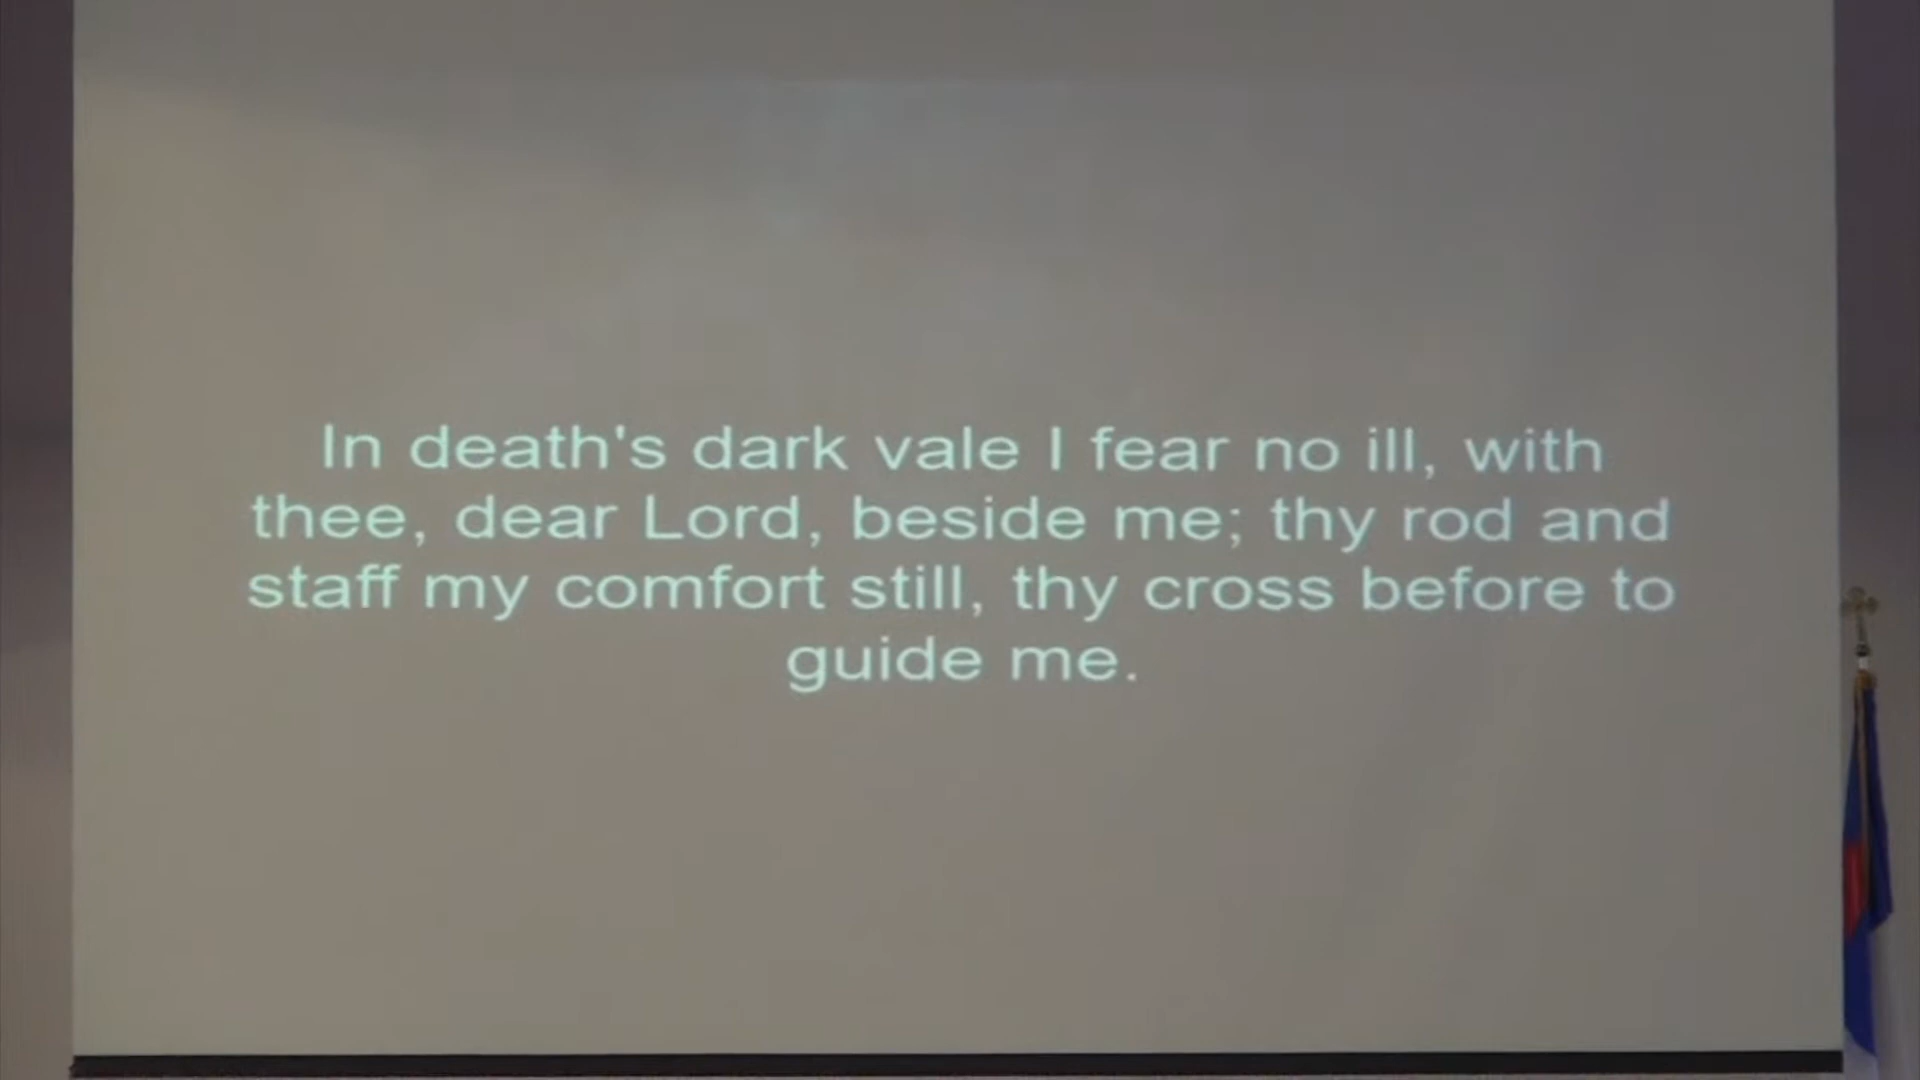 In death's dark vale I fear no ill, with
thee, dear Lord, beside me; thy rod and
staff my comfort still, thy cross before to
guide me.